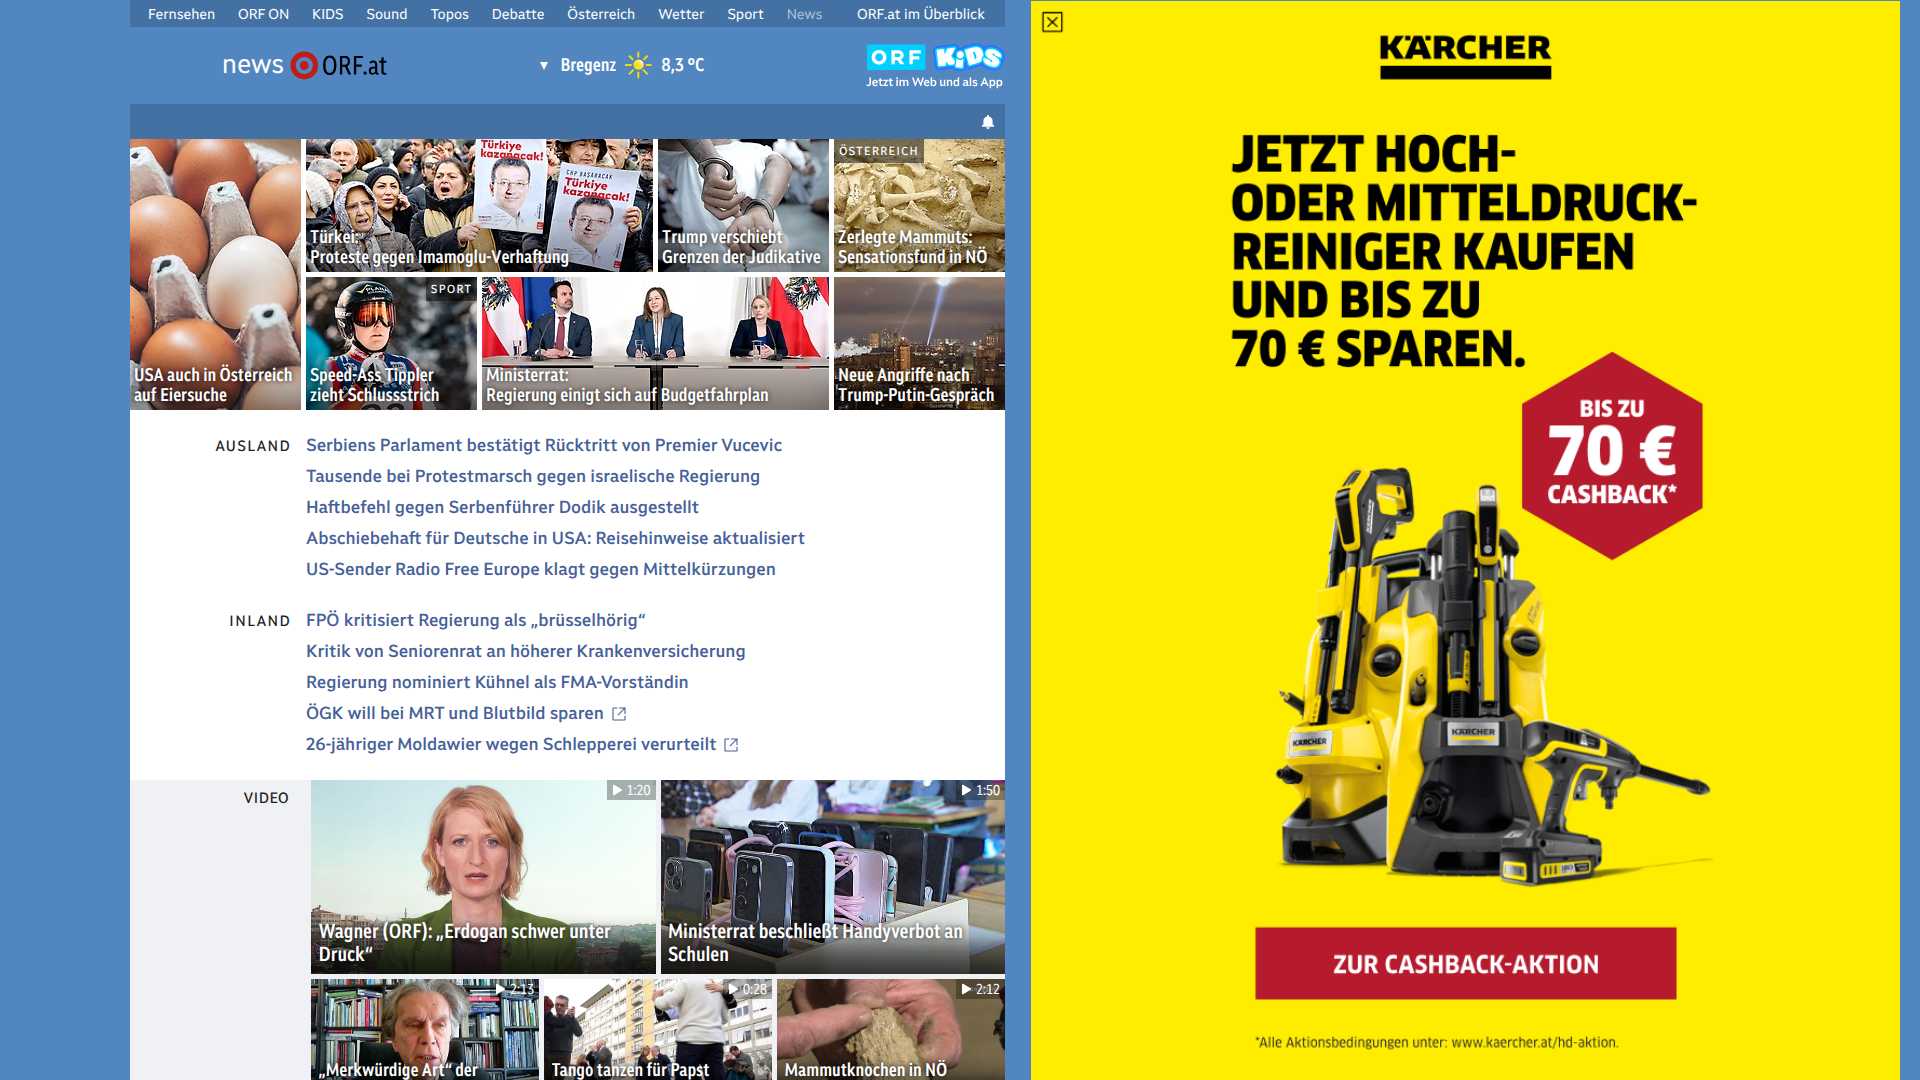 Fernsehen ORF ON KIDS Sound Topos Debatte Österreich Wetter Sport News ORF.at im Überblick
news ORF.at
Bregenz 8,3 °C
ORF KiDS
Jetzt im Web und als App
USA auch in Österreich
auf Eiersuche
Türkiye
kazanacak!
CHP BAŞARACAK
Türkiye
kazanacak!
Türkei:
Proteste gegen Imamoglu-Verhaftung
Trump verschiebt
Grenzen der Judikative
ÖSTERREICH
Zerlegte Mammuts:
Sensationsfund in NÖ
SPORT
Speed-Ass Tippler
zieht Schlussstrich
Ministerrat:
Regierung einigt sich auf Budgetfahrplan
Neue Angriffe nach
Trump-Putin-Gespräch
AUSLAND
Serbiens Parlament bestätigt Rücktritt von Premier Vucevic
Tausende bei Protestmarsch gegen israelische Regierung
Haftbefehl gegen Serbenführer Dodik ausgestellt
Abschiebehaft für Deutsche in USA: Reisehinweise aktualisiert
US-Sender Radio Free Europe klagt gegen Mittelkürzungen
INLAND
FPÖ kritisiert Regierung als „brüsselhörig“
Kritik von Seniorenrat an höherer Krankenversicherung
Regierung nominiert Kühnel als FMA-Vorständin
ÖGK will bei MRT und Blutbild sparen
26-jähriger Moldawier wegen Schlepperei verurteilt
VIDEO
1:20
Wagner (ORF): „Erdogan schwer unter
Druck“
1:50
Ministerrat beschließt Handyverbot an
Schulen
2:13
„Merkwürdige Art“ der
0:28
Tango tanzen für Papst
2:12
Mammutknochen in NÖ
KÄRCHER
JETZT HOCH-
ODER MITTELDRUCK-
REINIGER KAUFEN
UND BIS ZU
70 € SPAREN.
BIS ZU
70 €
CASHBACK*
KÄRCHER
KÄRCHER
ZUR CASHBACK-AKTION
*Alle Aktionsbedingungen unter: www.kaercher.at/hd-aktion.